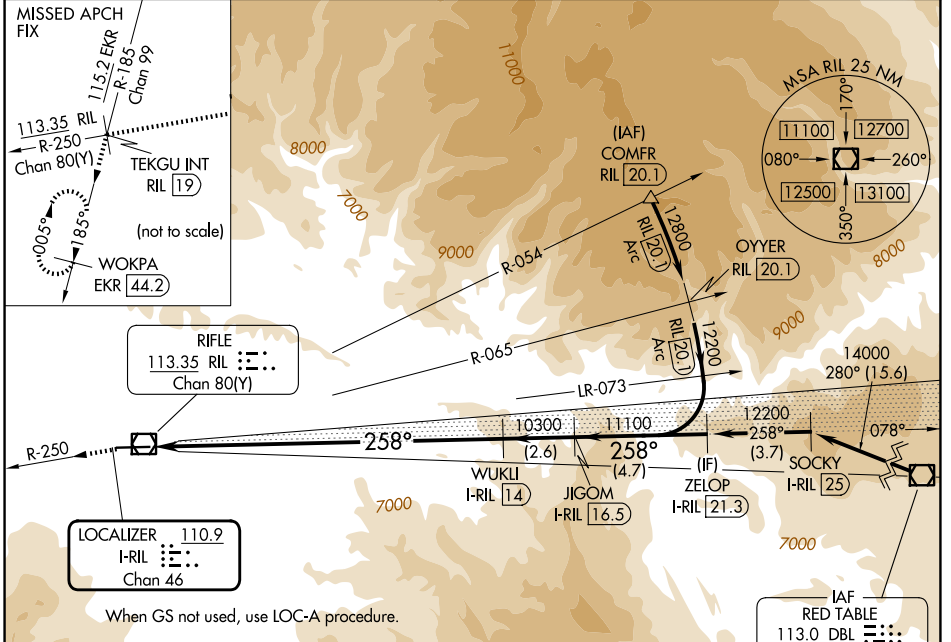 MISSED APCH
FIX
115.2 EKR
R-185
Chan 99
113.35 RIL
R-250
Chan 80(Y)
TEKGU INT
RIL 19
(not to scale)
005°
185°
WOKPA
EKR 44.2
11000
8000
7000
9000
(IAF)
COMFR
RIL 20.1
12800
RIL 20.1
Arc
R-054
OYYER
RIL 20.1
MSA RIL 25 NM
170°
11100
12700
080°
260°
12500
13100
350°
8000
9000
R-065
12200
RIL 20.1
Arc
LR-073
14000
280° (15.6)
RIFLE
113.35 RIL
Chan 80(Y)
R-250
258°
10300
(2.6)
11100
258°
(4.7)
12200
258°
(3.7)
078°
WUKLI
I-RIL 14
JIGOM
I-RIL 16.5
(IF)
ZELOP
I-RIL 21.3
SOCKY
I-RIL 25
7000
7000
LOCALIZER 110.9
I-RIL
Chan 46
When GS not used, use LOC-A procedure.
IAF
RED TABLE
113.0 DBL